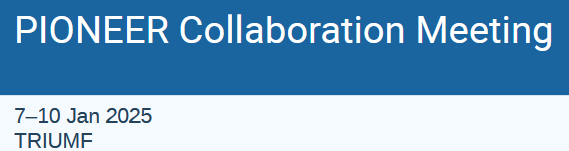 PIONEER Collaboration Meeting
7–10 Jan 2025
TRIUMF